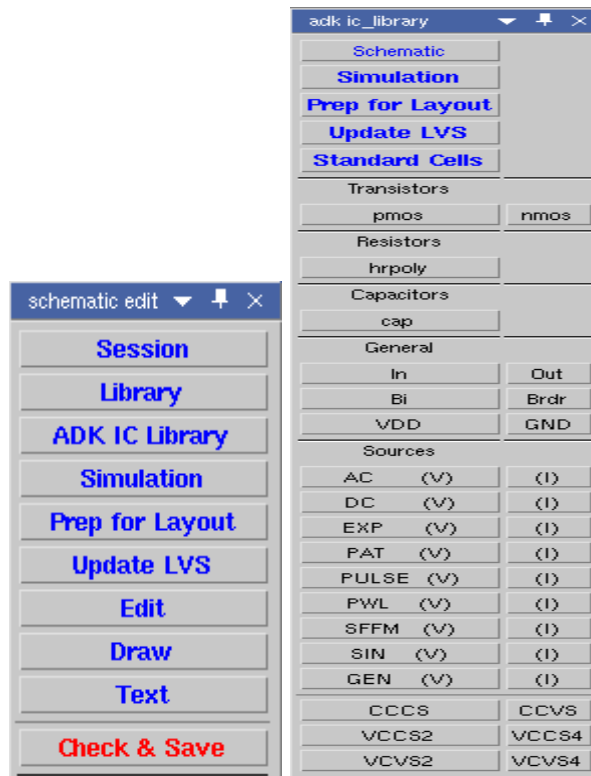 schematic edit
Session
Library
ADK IC Library
Simulation
Prep for Layout
Update LVS
Edit
Draw
Text
Check & Save
adk ic_library
Schematic
Simulation
Prep for Layout
Update LVS
Standard Cells
Transistors
pmos nmos
Resistors
hrpoly
Capacitors
cap
General
In Out
Bi Brdr
VDD GND
Sources
AC (V) (I)
DC (V) (I)
EXP (V) (I)
PAT (V) (I)
PULSE (V) (I)
PWL (V) (I)
SFFM (V) (I)
SIN (V) (I)
GEN (V) (I)
CCCS CCVS
VCCS2 VCCS4
VCVS2 VCVS4